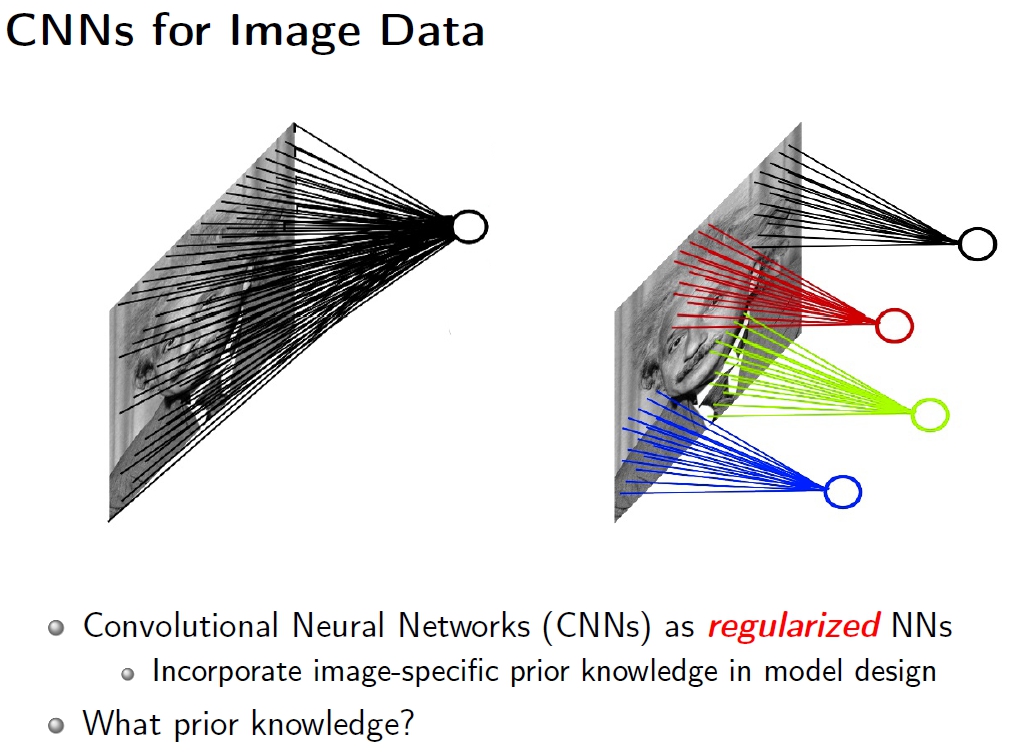 CNNs for Image Data
Convolutional Neural Networks (CNNs) as regularized NNs
Incorporate image-specific prior knowledge in model design
What prior knowledge?